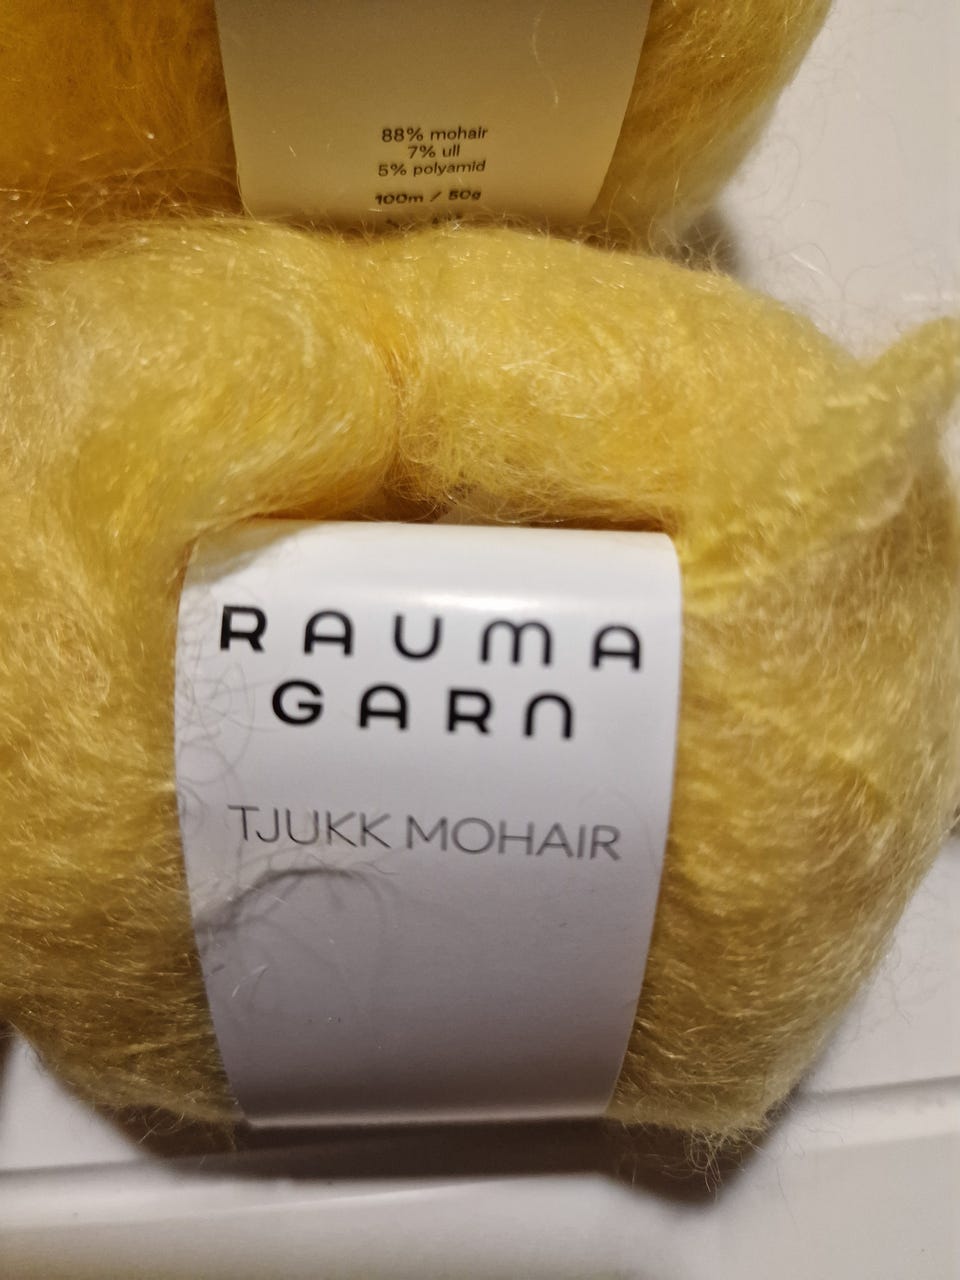 88% mohair
7% ull
5% polyamid
100m / 50g
RAUMA
GARN
TJUKK MOHAIR